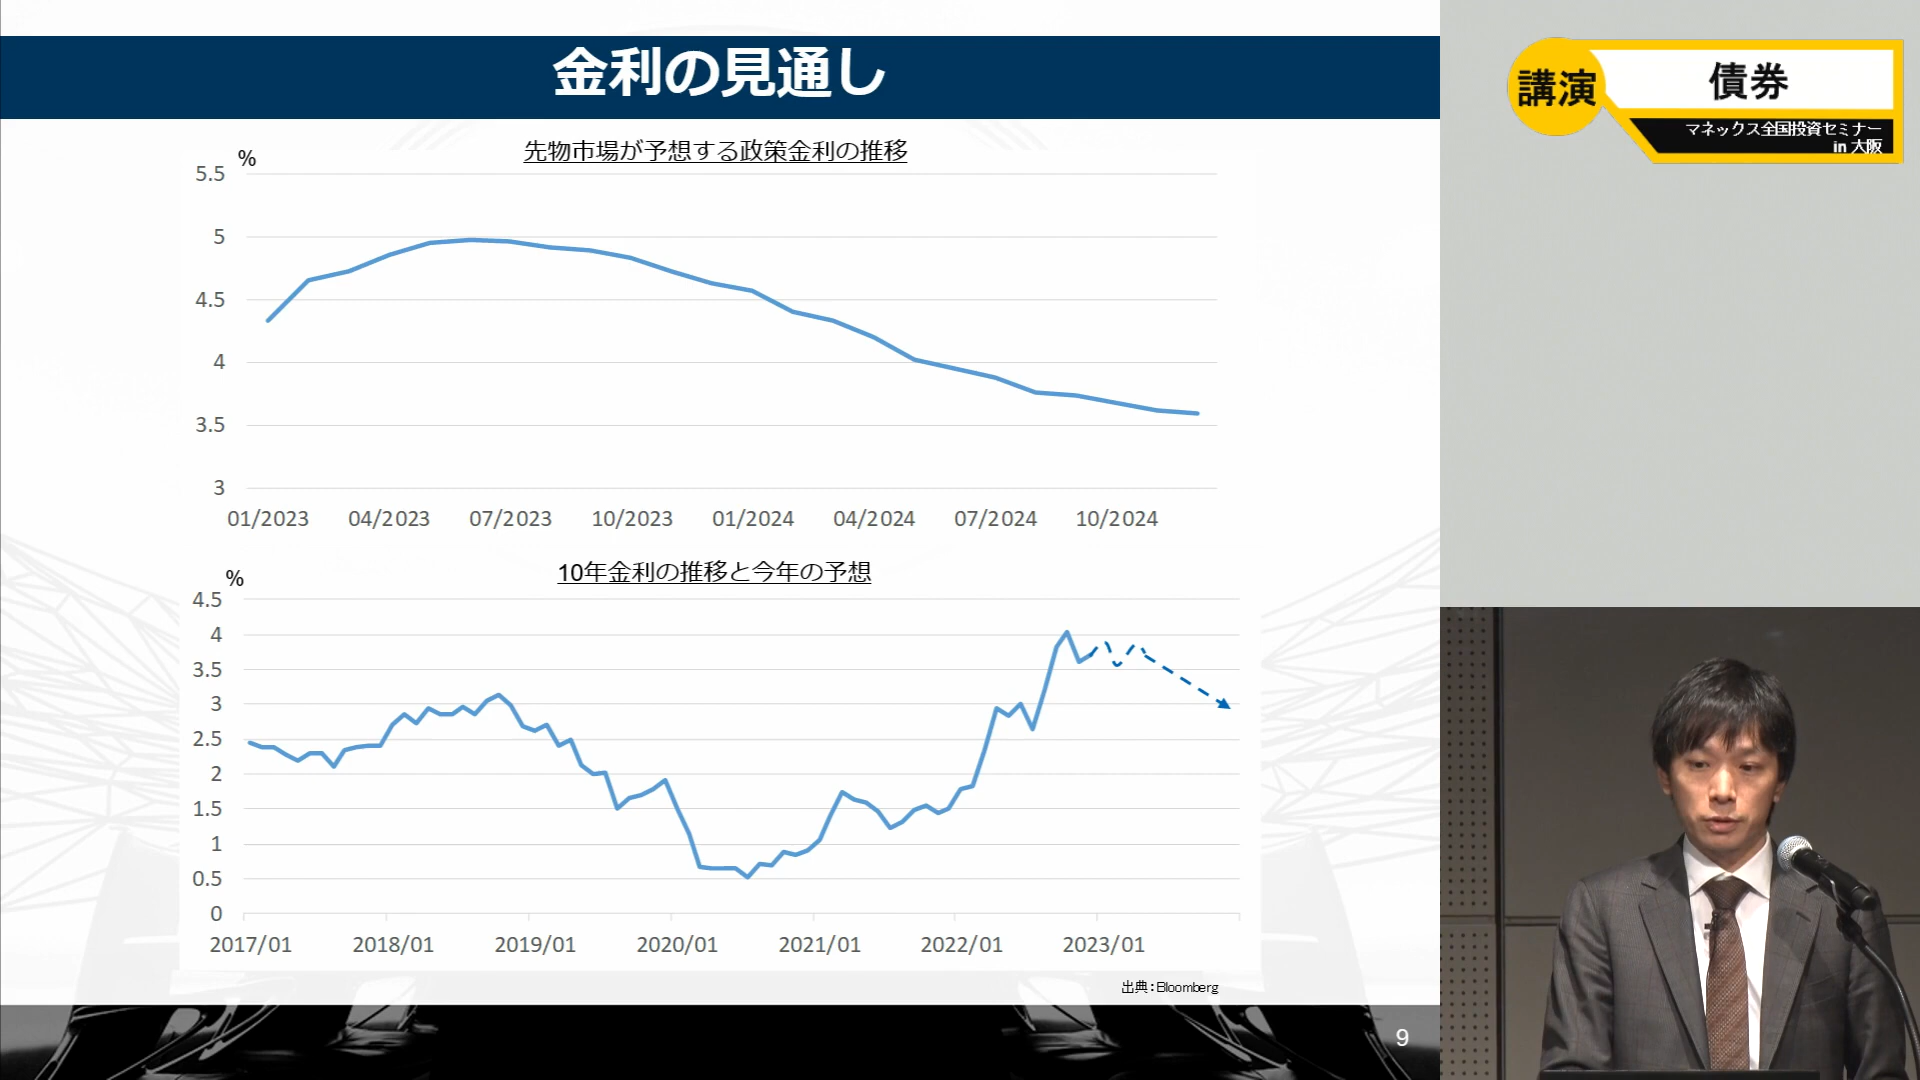 金利の見通し
先物市場が予想する政策金利の推移
%
5.5
5
4.5
4
3.5
3
01/2023 04/2023 07/2023 10/2023 01/2024 04/2024 07/2024 10/2024
10年金利の推移と今年の予想
%
4.5
4
3.5
3
2.5
2
1.5
1
0.5
0
2017/01 2018/01 2019/01 2020/01 2021/01 2022/01 2023/01
出典：Bloomberg
9
講演
債券
マネックス全国投資セミナー
in 大阪